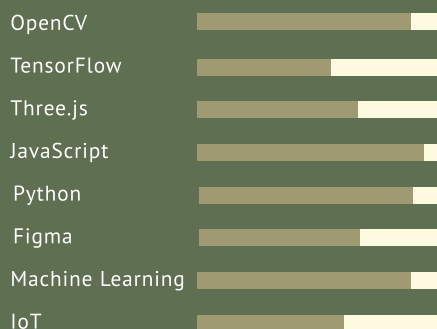 OpenCV
TensorFlow
Three.js
JavaScript
Python
Figma
Machine Learning
IoT